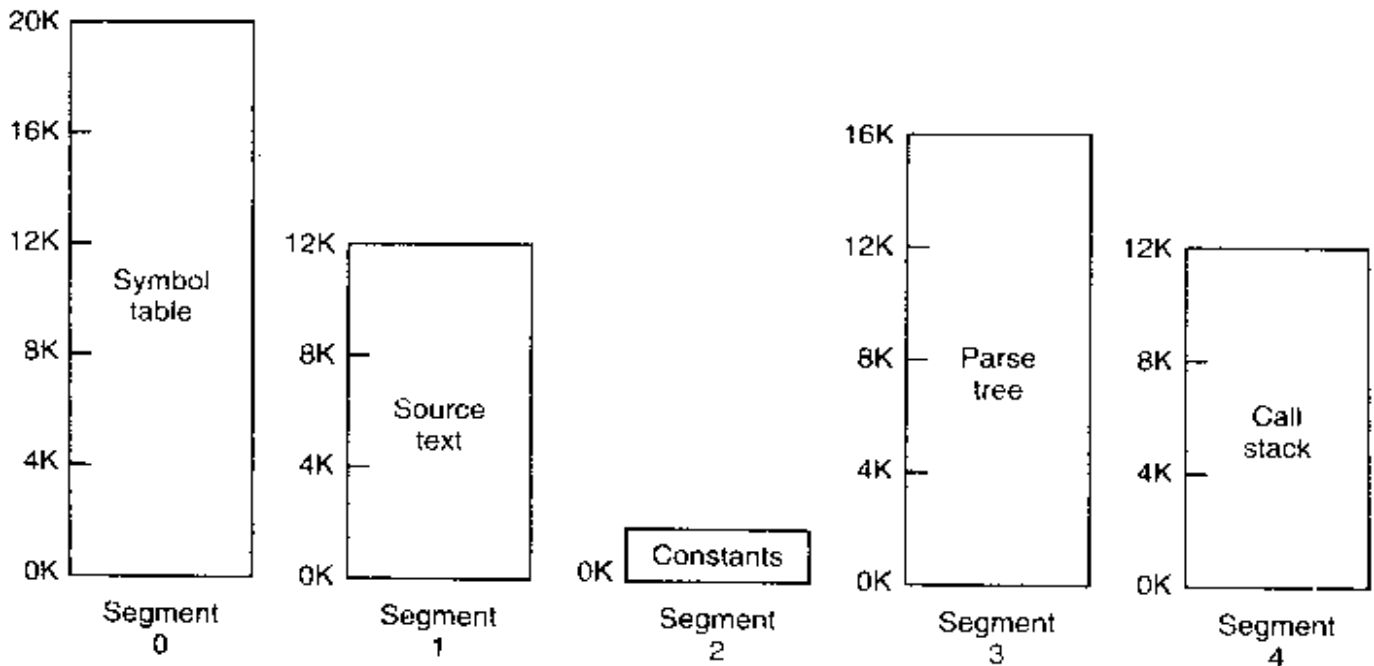 20K
16K
12K
8K
4K
0K
Symbol
table
Segment
0
12K
8K
4K
0K
Source
text
Segment
1
0K
Constants
Segment
2
16K
12K
8K
4K
0K
Parse
tree
Segment
3
12K
8K
4K
0K
Call
stack
Segment
4